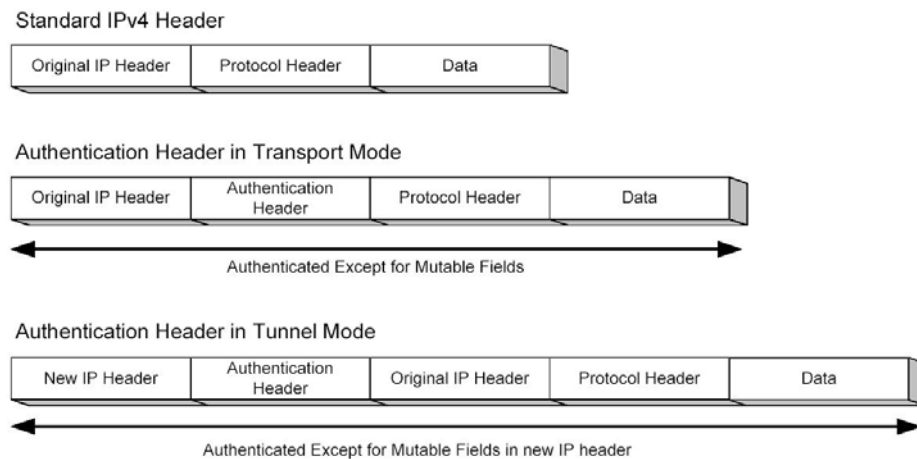 Standard IPv4 Header
Original IP Header Protocol Header Data
Authentication Header in Transport Mode
Original IP Header Authentication Header Protocol Header Data
Authenticated Except for Mutable Fields
Authentication Header in Tunnel Mode
New IP Header Authentication Header Original IP Header Protocol Header Data
Authenticated Except for Mutable Fields in new IP header